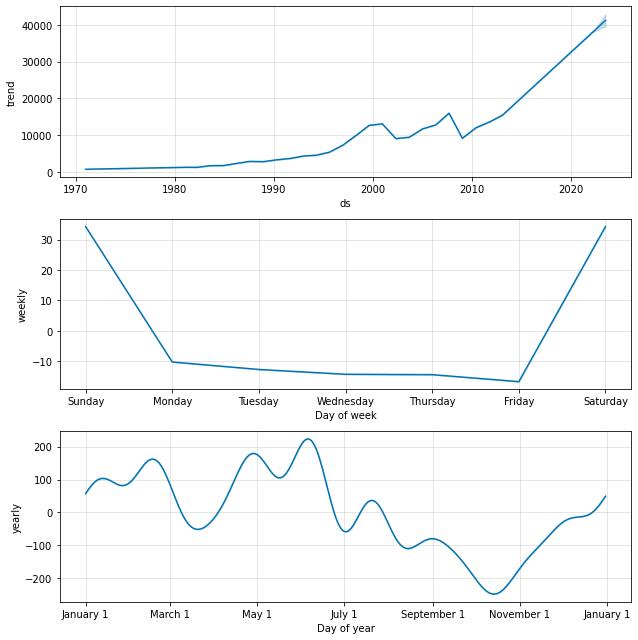 40000
30000
20000
10000
0
trend
1970 1980 1990 2000 2010 2020
ds
30
20
10
0
−10
weekly
Sunday Monday Tuesday Wednesday Thursday Friday Saturday
Day of week
200
100
0
−100
−200
yearly
January 1 March 1 May 1 July 1 September 1 November 1 January 1
Day of year